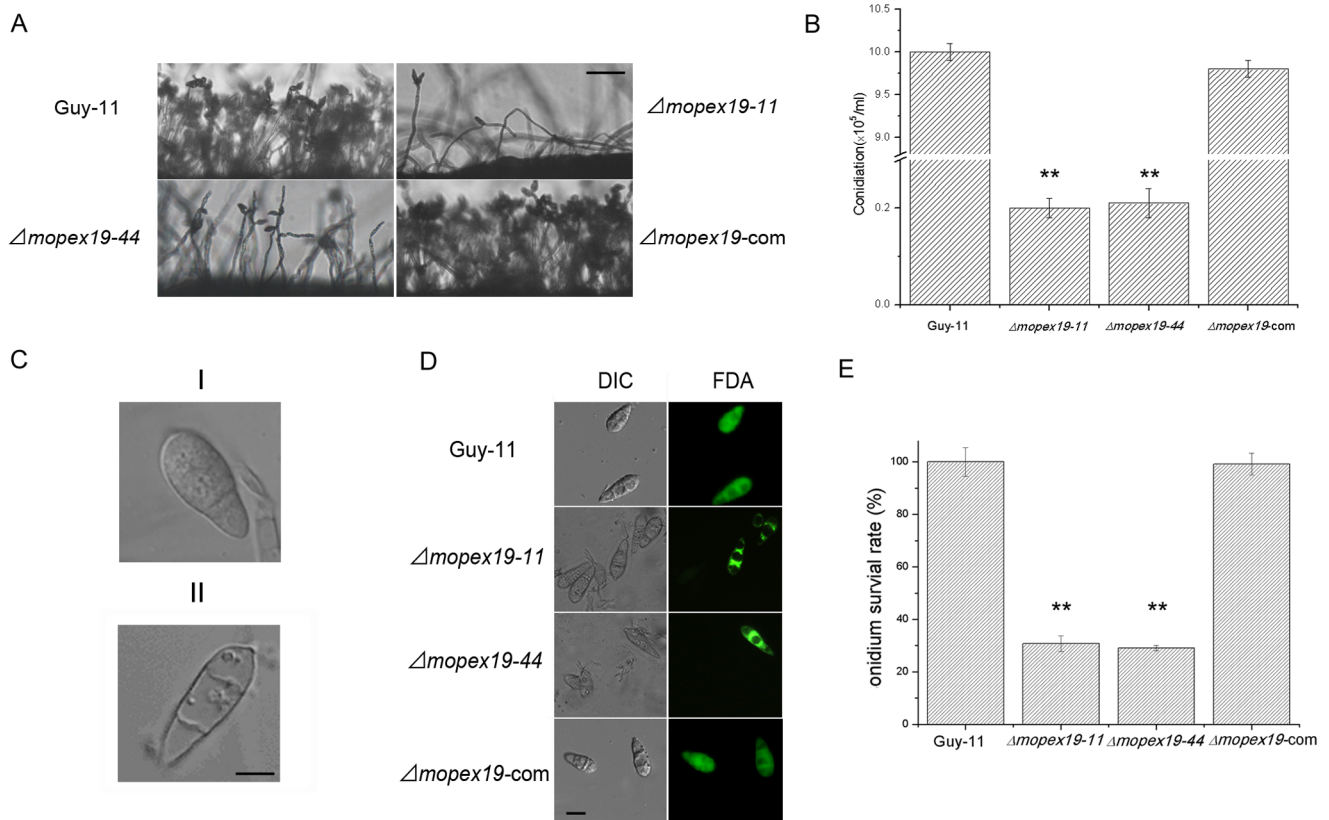 A
Guy-11
⊿mopex19-11
⊿mopex19-44
⊿mopex19-com
B
10.5
10.0
9.5
9.0
0.2
0.0
Conidiation(×10⁵/ml)
**
**
Guy-11
⊿mopex19-11
⊿mopex19-44
⊿mopex19-com
C
I
II
D
DIC
FDA
Guy-11
⊿mopex19-11
⊿mopex19-44
⊿mopex19-com
E
100
80
60
40
20
0
onidium survial rate (%)
**
**
Guy-11
⊿mopex19-11
⊿mopex19-44
⊿mopex19-com